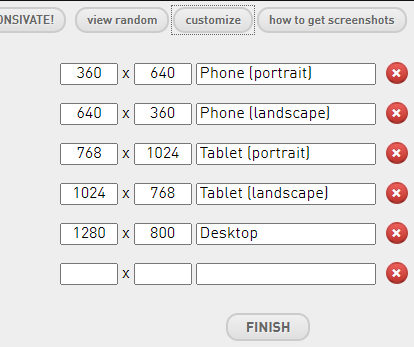 ONSIVATE! view random customize how to get screenshots
360 x 640 Phone (portrait)
640 x 360 Phone (landscape)
768 x 1024 Tablet (portrait)
1024 x 768 Tablet (landscape)
1280 x 800 Desktop
x
FINISH